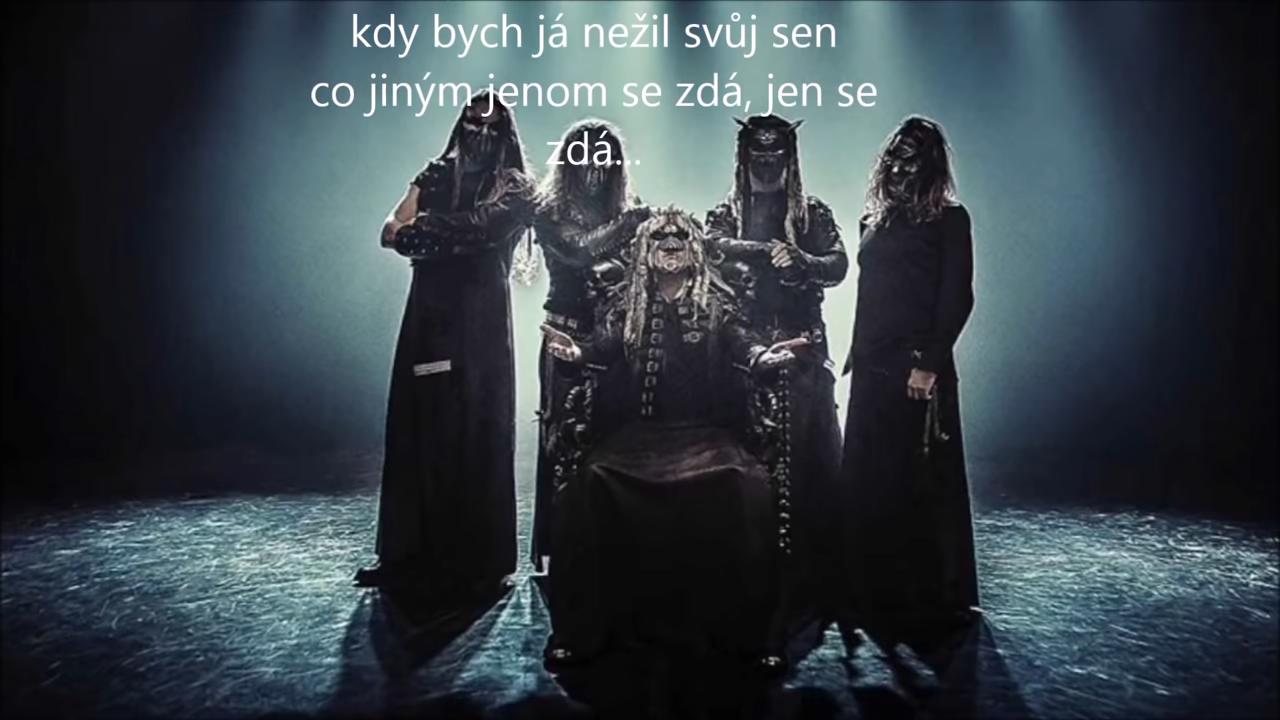 kdy bych já nežil svůj sen
co jiným jenom se zdá, jen se
zdá...